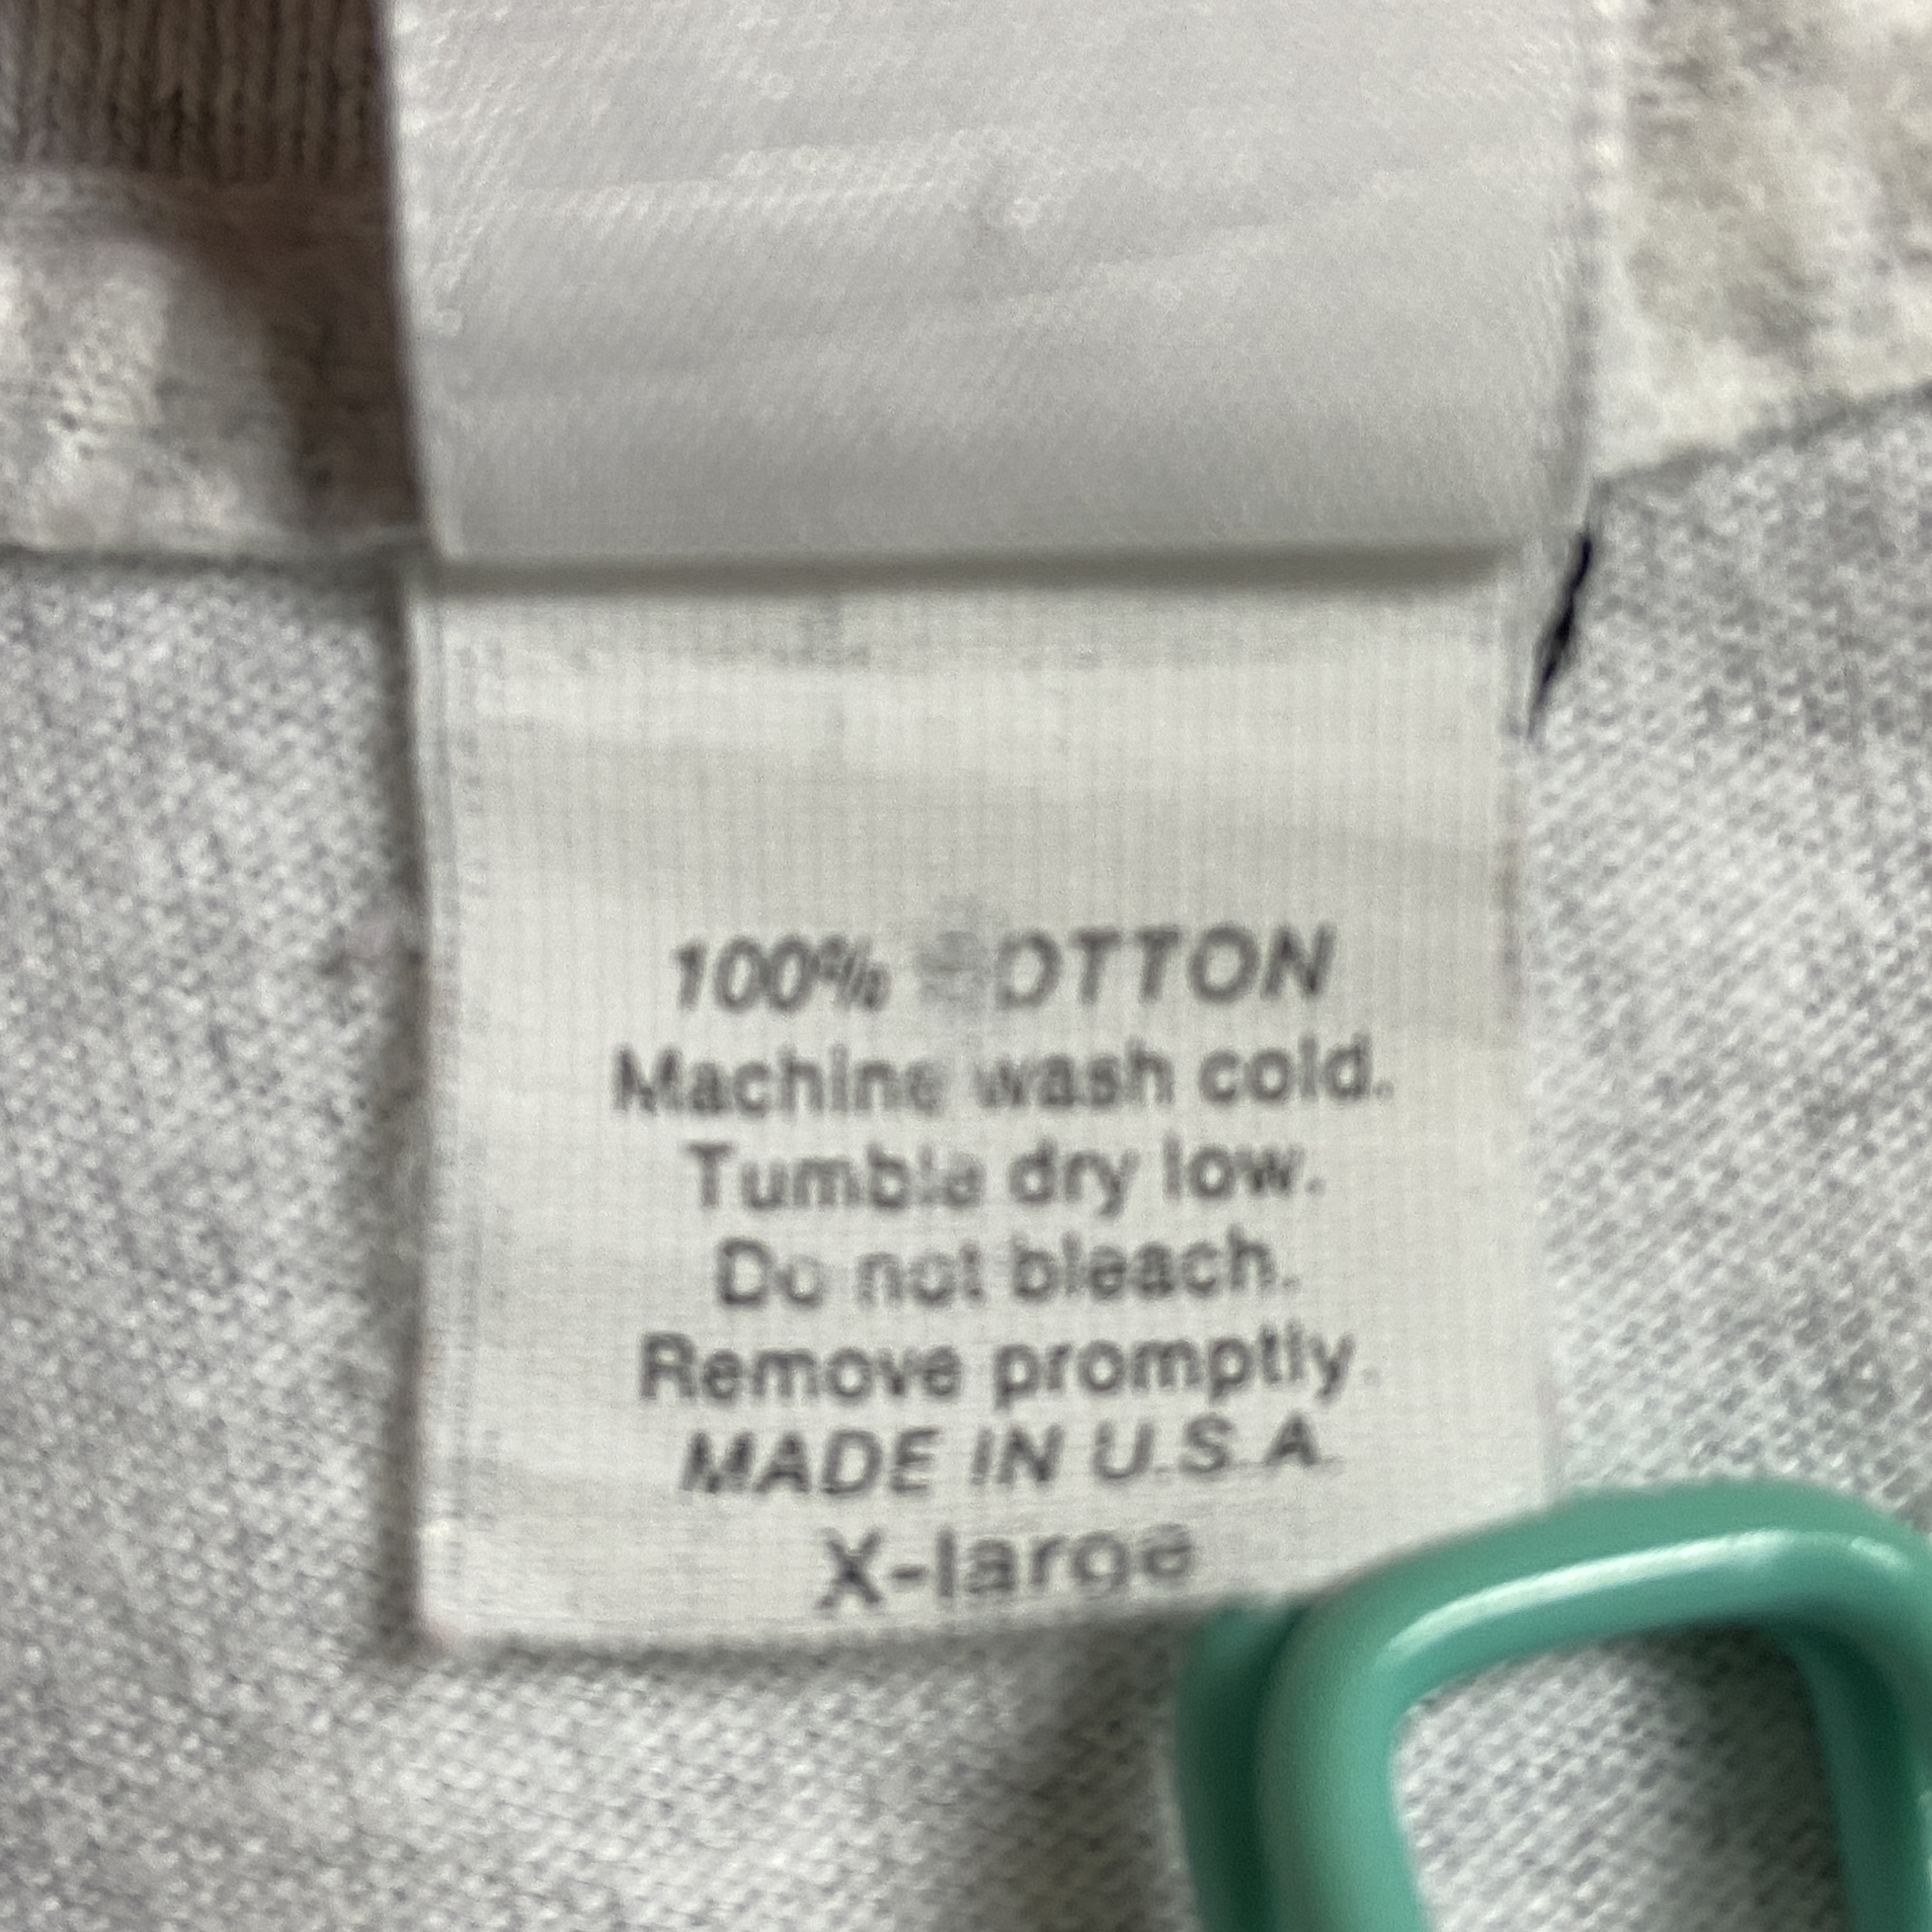 100% COTTON
Machine wash cold.
Tumble dry low.
Do not bleach.
Remove promptly.
MADE IN U.S.A.
X-large